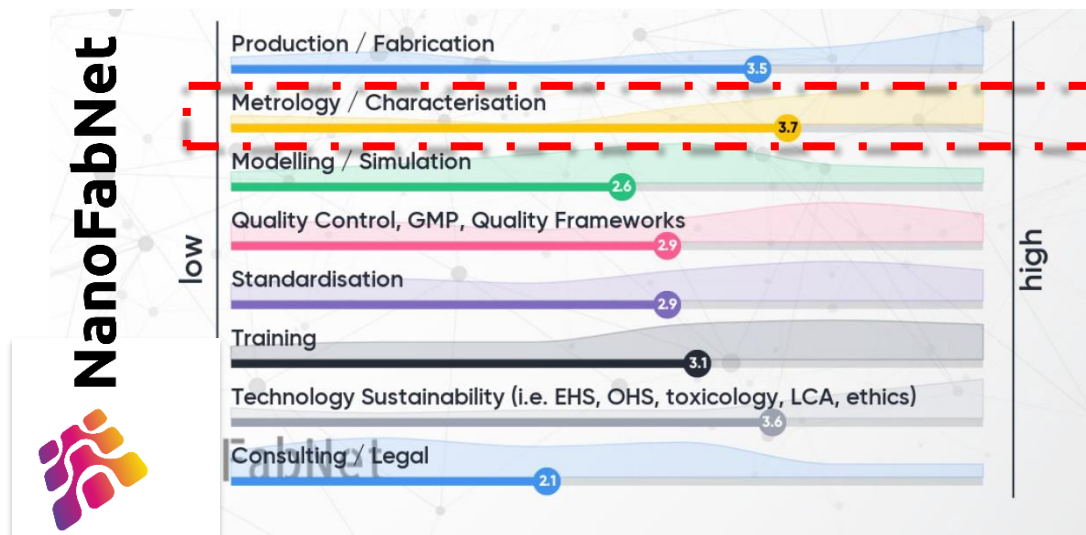 NanoFabNet
low
Production / Fabrication
3.5
Metrology / Characterisation
3.7
Modelling / Simulation
2.6
Quality Control, GMP, Quality Frameworks
2.9
Standardisation
2.9
Training
3.1
Technology Sustainability (i.e. EHS, OHS, toxicology, LCA, ethics)
3.6
FabNet
Consulting / Legal
2.1
high